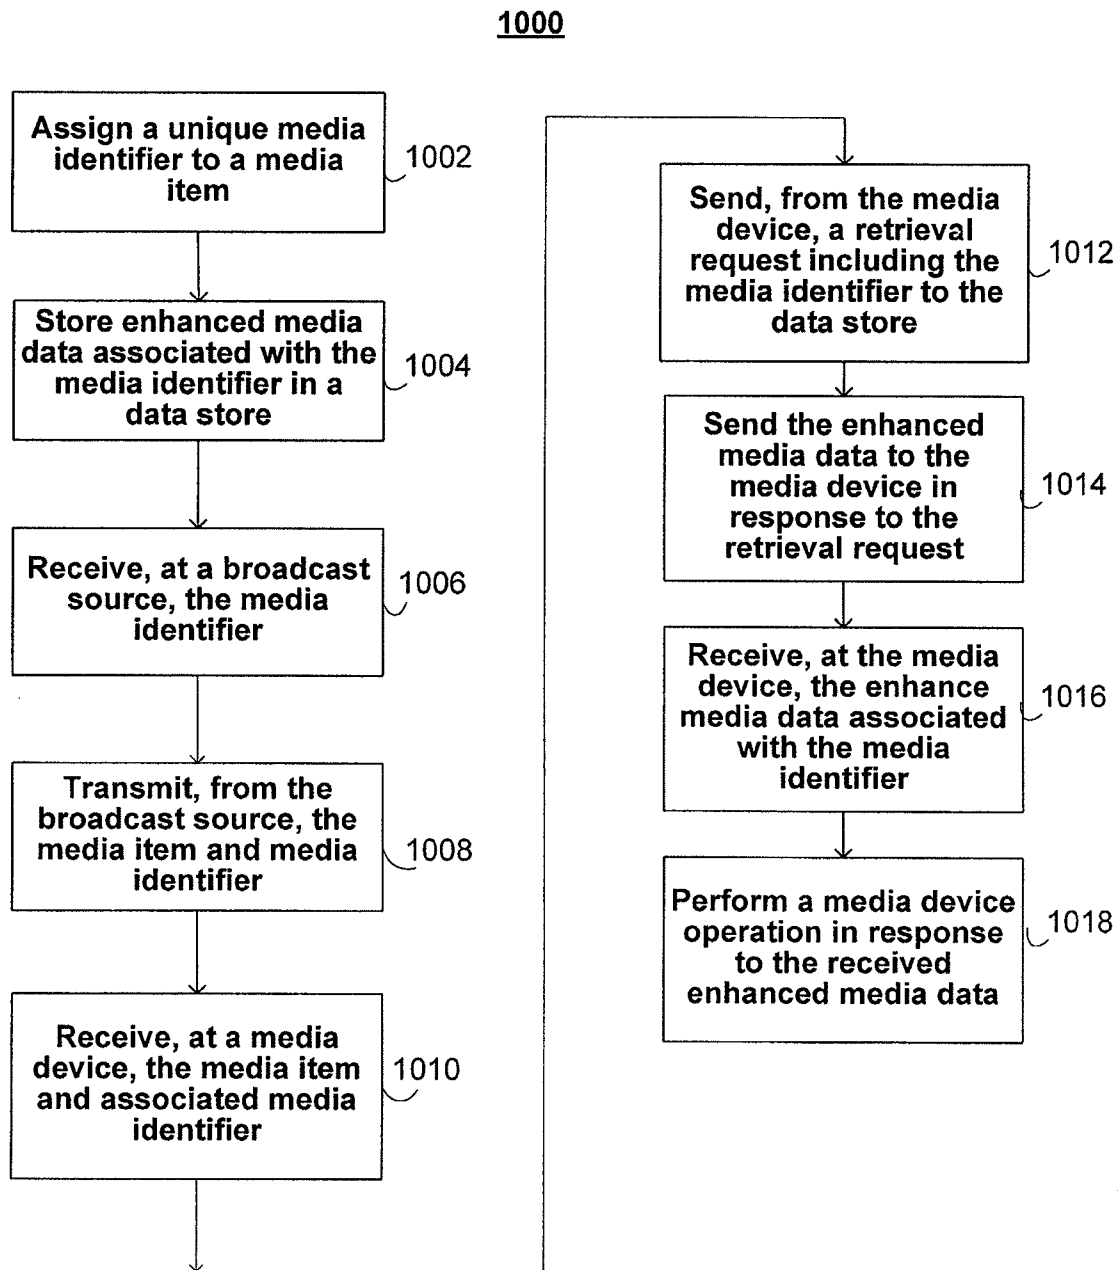 1000
Assign a unique media
identifier to a media
item
1002
Store enhanced media
data associated with the
media identifier in a
data store
1004
Receive, at a broadcast
source, the media
identifier
1006
Transmit, from the
broadcast source, the
media item and media
identifier
1008
Receive, at a media
device, the media item
and associated media
identifier
1010
Send, from the media
device, a retrieval
request including the
media identifier to the
data store
1012
Send the enhanced
media data to the
media device in
response to the
retrieval request
1014
Receive, at the media
device, the enhance
media data associated
with the media
identifier
1016
Perform a media device
operation in response
to the received
enhanced media data
1018